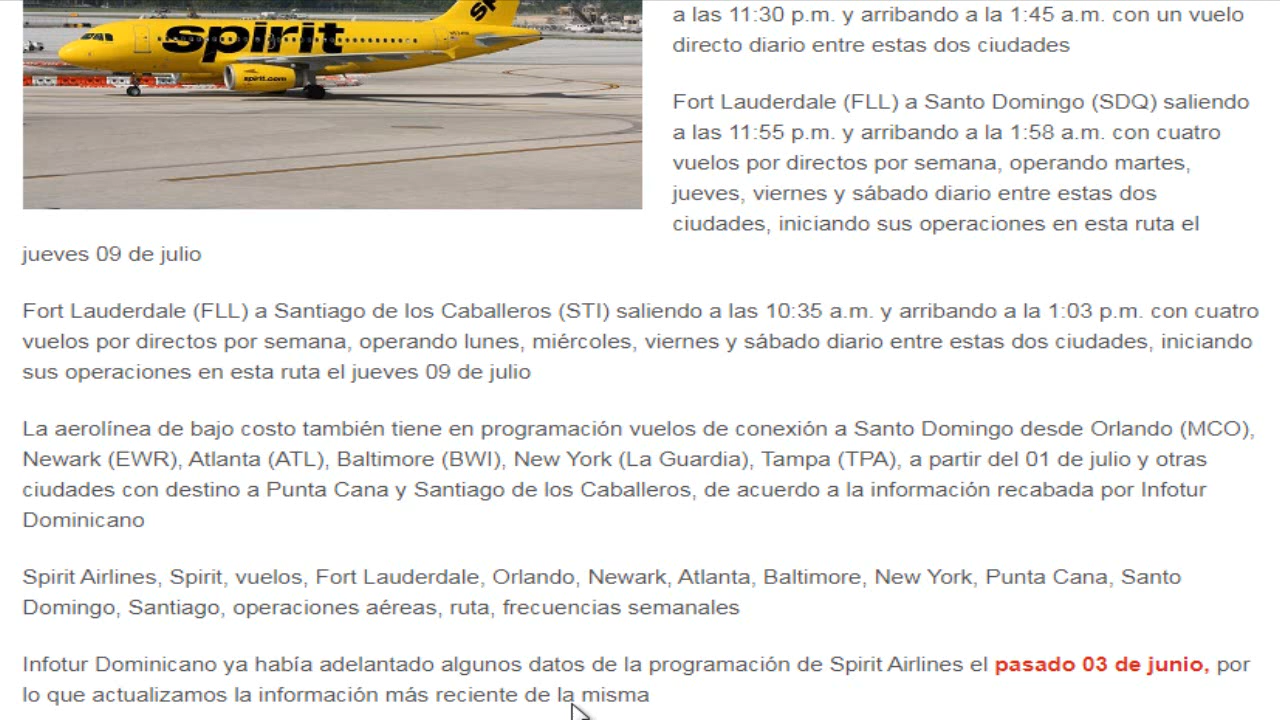 spirit
spirit.com
a las 11:30 p.m. y arribando a la 1:45 a.m. con un vuelo
directo diario entre estas dos ciudades
Fort Lauderdale (FLL) a Santo Domingo (SDQ) saliendo
a las 11:55 p.m. y arribando a la 1:58 a.m. con cuatro
vuelos por directos por semana, operando martes,
jueves, viernes y sábado diario entre estas dos
ciudades, iniciando sus operaciones en esta ruta el
jueves 09 de julio
Fort Lauderdale (FLL) a Santiago de los Caballeros (STI) saliendo a las 10:35 a.m. y arribando a la 1:03 p.m. con cuatro
vuelos por directos por semana, operando lunes, miércoles, viernes y sábado diario entre estas dos ciudades, iniciando
sus operaciones en esta ruta el jueves 09 de julio
La aerolínea de bajo costo también tiene en programación vuelos de conexión a Santo Domingo desde Orlando (MCO),
Newark (EWR), Atlanta (ATL), Baltimore (BWI), New York (La Guardia), Tampa (TPA), a partir del 01 de julio y otras
ciudades con destino a Punta Cana y Santiago de los Caballeros, de acuerdo a la información recabada por Infotur
Dominicano
Spirit Airlines, Spirit, vuelos, Fort Lauderdale, Orlando, Newark, Atlanta, Baltimore, New York, Punta Cana, Santo
Domingo, Santiago, operaciones aéreas, ruta, frecuencias semanales
Infotur Dominicano ya había adelantado algunos datos de la programación de Spirit Airlines el pasado 03 de junio, por
lo que actualizamos la información más reciente de la misma